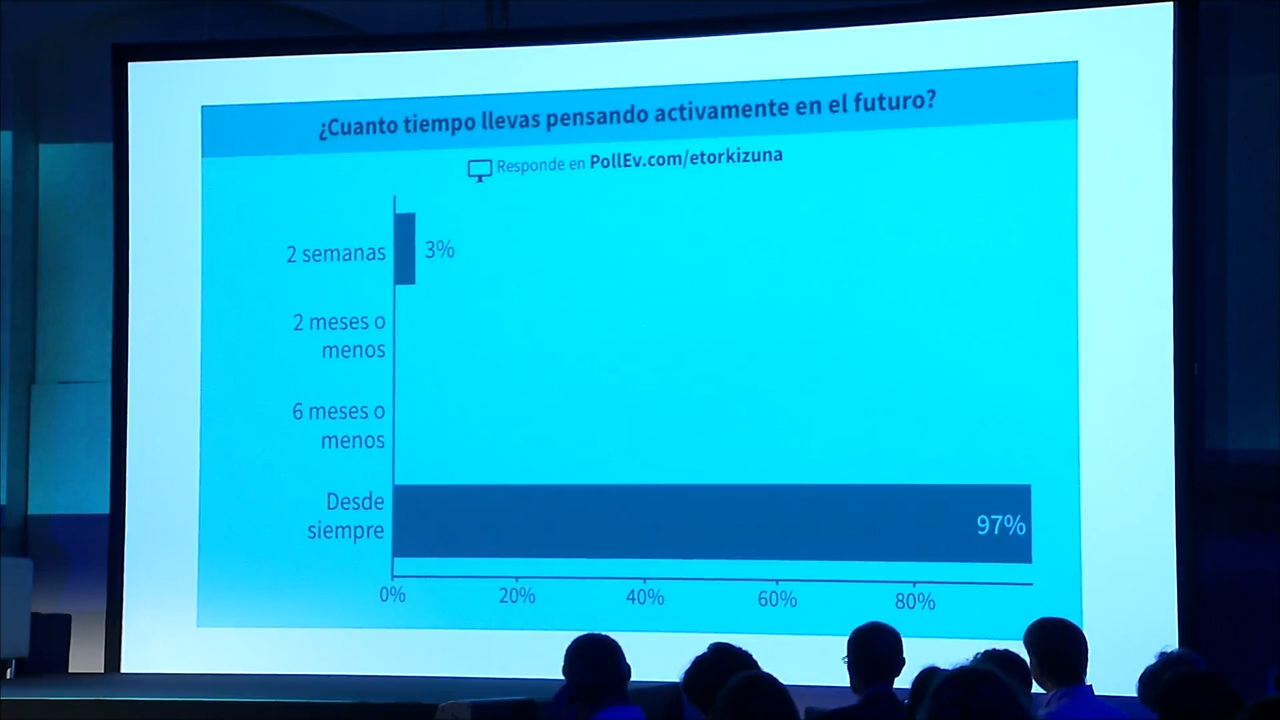 ¿Cuanto tiempo llevas pensando activamente en el futuro?
Responde en PollEv.com/etorkizuna
2 semanas
3%
2 meses o
menos
6 meses o
menos
Desde
siempre
97%
0%
20%
40%
60%
80%